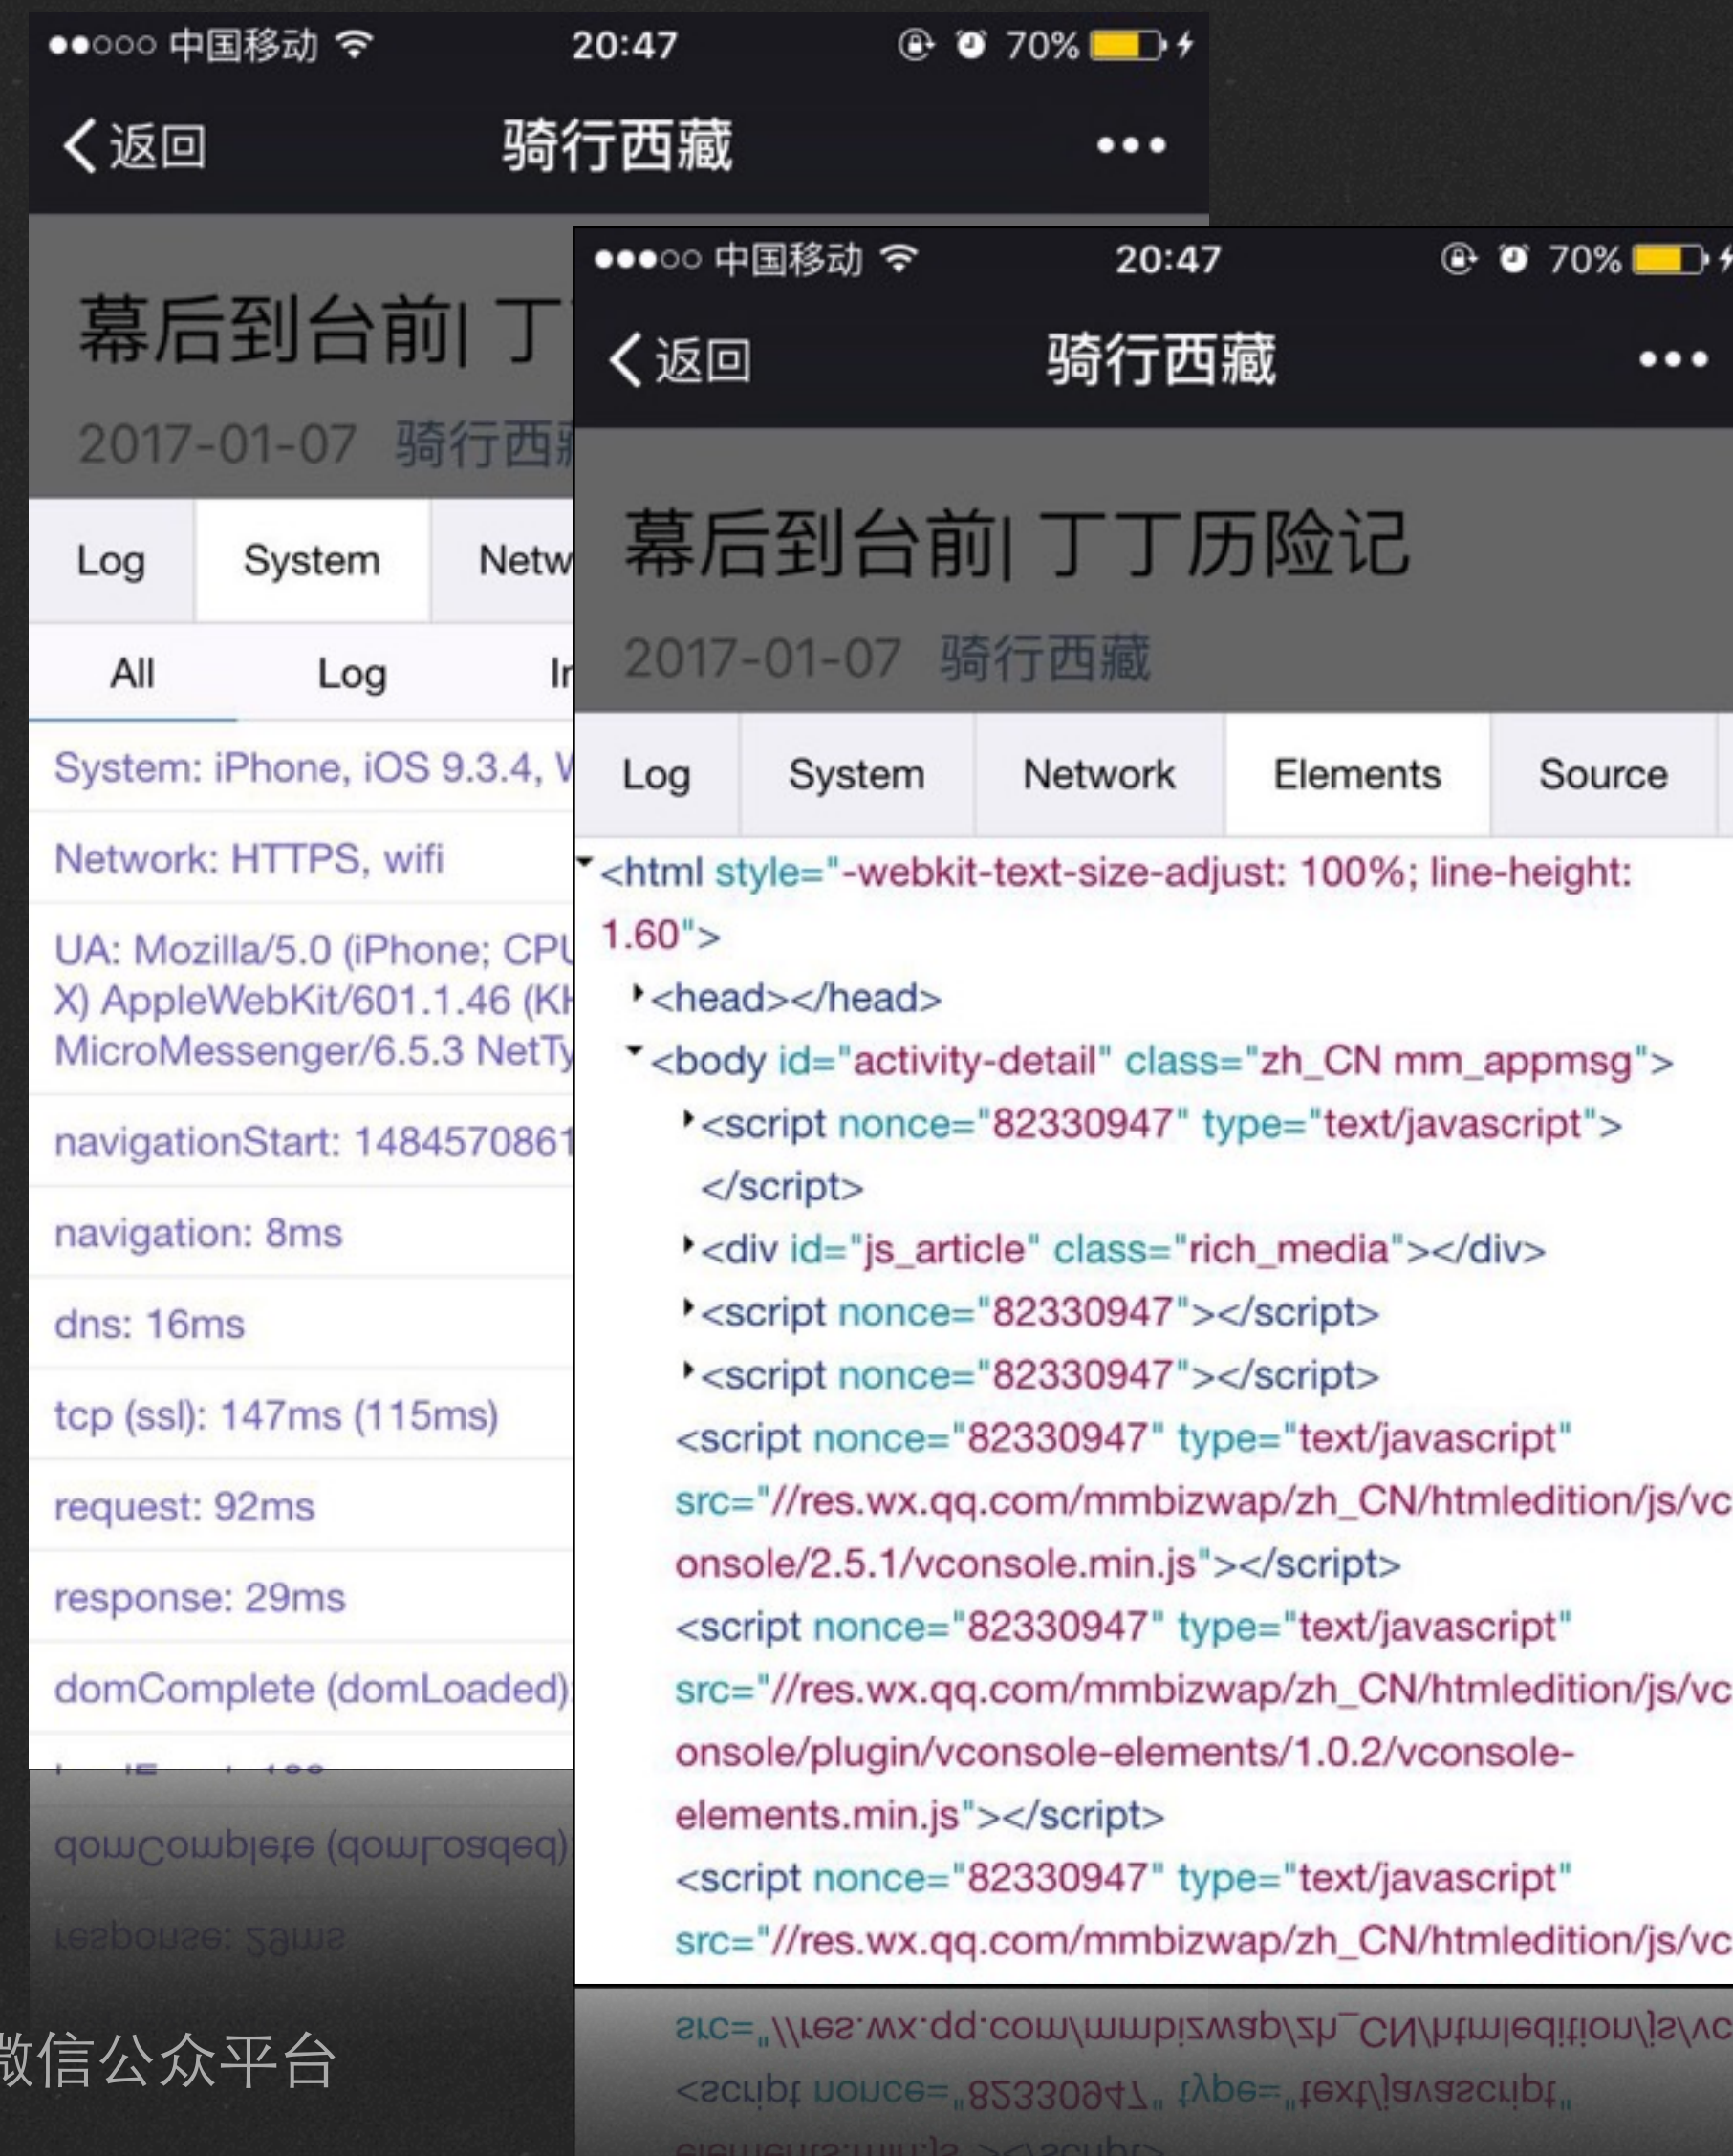 中国移动 20:47 70%
返回 骑行西藏
幕后到台前| 丁
2017-01-07 骑行西
Log System Netw
All Log In
System: iPhone, iOS 9.3.4, W
Network: HTTPS, wifi
UA: Mozilla/5.0 (iPhone; CPU
X) AppleWebKit/601.1.46 (KH
MicroMessenger/6.5.3 NetTy
navigationStart: 1484570861
navigation: 8ms
dns: 16ms
tcp (ssl): 147ms (115ms)
request: 92ms
response: 29ms
domComplete (domLoaded)
中国移动 20:47 70%
返回 骑行西藏
幕后到台前| 丁丁历险记
2017-01-07 骑行西藏
Log System Network Elements Source
<html style="-webkit-text-size-adjust: 100%; line-height:
1.60">
<head></head>
<body id="activity-detail" class="zh_CN mm_appmsg">
<script nonce="82330947" type="text/javascript">
</script>
<div id="js_article" class="rich_media"></div>
<script nonce="82330947"></script>
<script nonce="82330947"></script>
<script nonce="82330947" type="text/javascript"
src="//res.wx.qq.com/mmbizwap/zh_CN/htmledition/js/vc
onsole/2.5.1/vconsole.min.js"></script>
<script nonce="82330947" type="text/javascript"
src="//res.wx.qq.com/mmbizwap/zh_CN/htmledition/js/vc
onsole/plugin/vconsole-elements/1.0.2/vconsole-
elements.min.js"></script>
<script nonce="82330947" type="text/javascript"
src="//res.wx.qq.com/mmbizwap/zh_CN/htmledition/js/vc
微信公众平台